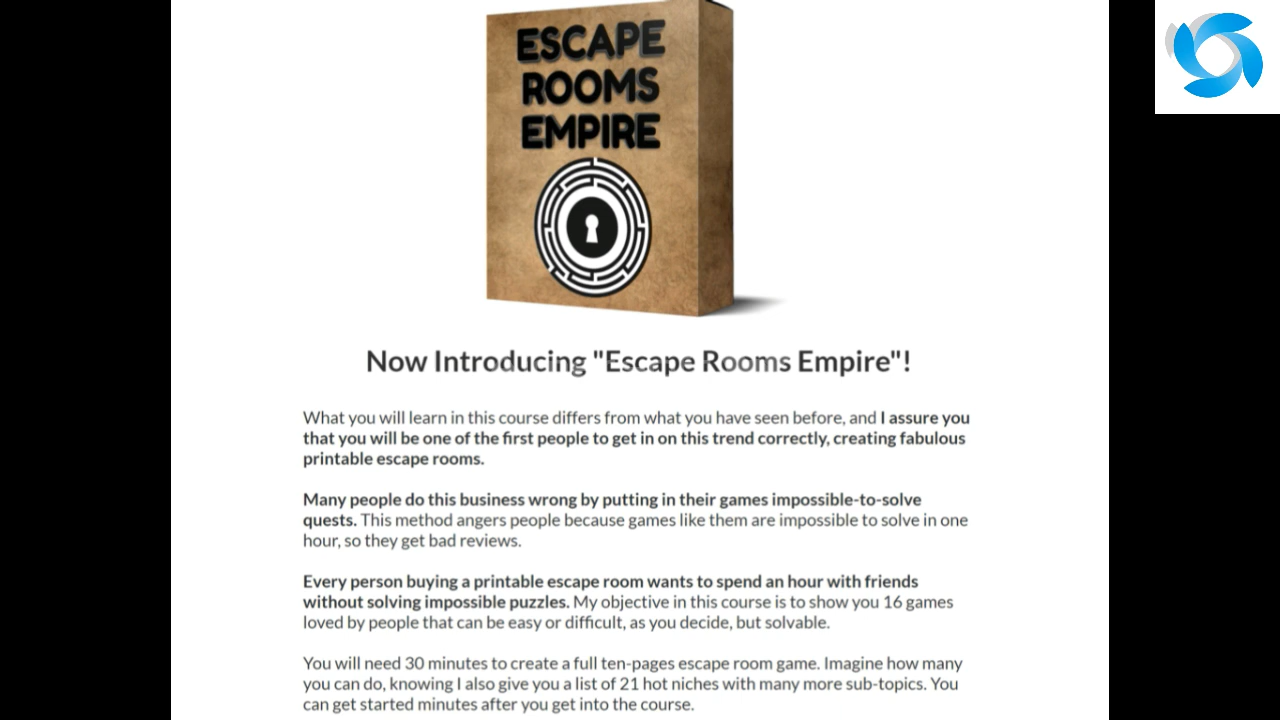 ESCAPE
ROOMS
EMPIRE
Now Introducing "Escape Rooms Empire"!
What you will learn in this course differs from what you have seen before, and I assure you
that you will be one of the first people to get in on this trend correctly, creating fabulous
printable escape rooms.
Many people do this business wrong by putting in their games impossible-to-solve
quests. This method angers people because games like them are impossible to solve in one
hour, so they get bad reviews.
Every person buying a printable escape room wants to spend an hour with friends
without solving impossible puzzles. My objective in this course is to show you 16 games
loved by people that can be easy or difficult, as you decide, but solvable.
You will need 30 minutes to create a full ten-pages escape room game. Imagine how many
you can do, knowing I also give you a list of 21 hot niches with many more sub-topics. You
can get started minutes after you get into the course.